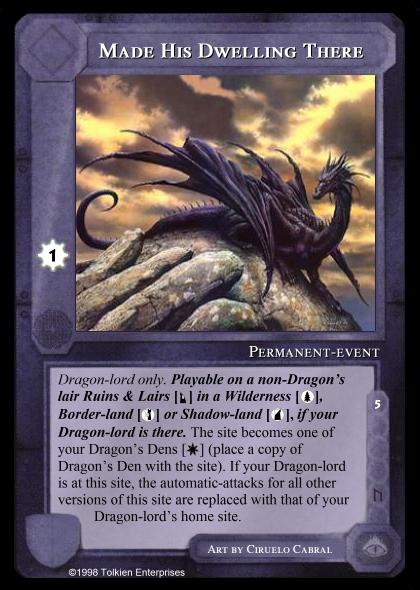 MADE HIS DWELLING THERE
1
PERMANENT-EVENT
Dragon-lord only. Playable on a non-Dragon's
lair Ruins & Lairs [] in a Wilderness [],
Border-land [] or Shadow-land [], if your
Dragon-lord is there. The site becomes one of
your Dragon's Dens [] (place a copy of
Dragon's Den with the site). If your Dragon-lord
is at this site, the automatic-attacks for all other
versions of this site are replaced with that of your
Dragon-lord's home site.
5
ART BY CIRUELO CABRAL
©1998 Tolkien Enterprises